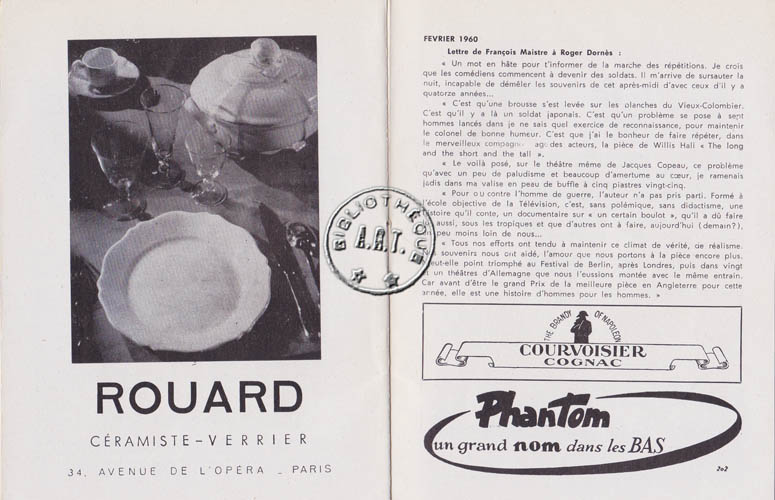 ROUARD
CÉRAMISTE-VERRIER
34, AVENUE DE L'OPÉRA _ PARIS
BIBLIOTHÈQUE
A.R.T.
FEVRIER 1960
Lettre de François Maistre à Roger Dornès :
« Un mot en hâte pour t'informer de la marche des répétitions. Je crois
que les comédiens commencent à devenir des soldats. Il m'arrive de sursauter la
nuit, incapable de démêler les souvenirs de cet après-midi d'avec ceux d'il y a
quatorze années...
« C'est qu'une brousse s'est levée sur les planches du Vieux-Colombier.
C'est qu'il y a là un soldat japonais. C'est qu'un problème se pose à sept
hommes lancés dans je ne sais quel exercice de reconnaissance, pour maintenir
le colonel de bonne humeur. C'est que j'ai le bonheur de faire répéter, dans
le merveilleux compagn age des acteurs, la pièce de Willis Hall « The long
and the short and the tall ».
« Le voilà posé, sur le théâtre même de Jacques Copeau, ce problème
qu'avec un peu de paludisme et beaucoup d'amertume au cœur, je ramenais
jadis dans ma valise en peau de buffle à cinq piastres vingt-cinq.
« Pour ou contre l'homme de guerre, l'auteur n'a pas pris parti. Formé à
l'école objective de la Télévision, c'est, sans polémique, sans didactisme, une
histoire qu'il conte, un documentaire sur « un certain boulot », qu'il a dû faire
aussi, sous les tropiques et que d'autres ont à faire, aujourd'hui (demain?),
peu moins loin de nous...
« Tous nos efforts ont tendu à maintenir ce climat de vérité, de réalisme.
souvenirs nous ont aidé, l'amour que nous portons à la pièce encore plus.
eut-elle point triomphé au Festival de Berlin, après Londres, puis dans vingt
et un théâtres d'Allemagne que nous l'eussions montée avec le même entrain.
Car avant d'être le grand Prix de la meilleure pièce en Angleterre pour cette
année, elle est une histoire d'hommes pour les hommes. »
THE BRANDY OF NAPOLEON
COURVOISIER
COGNAC
Phantom
un grand nom dans les BAS
202